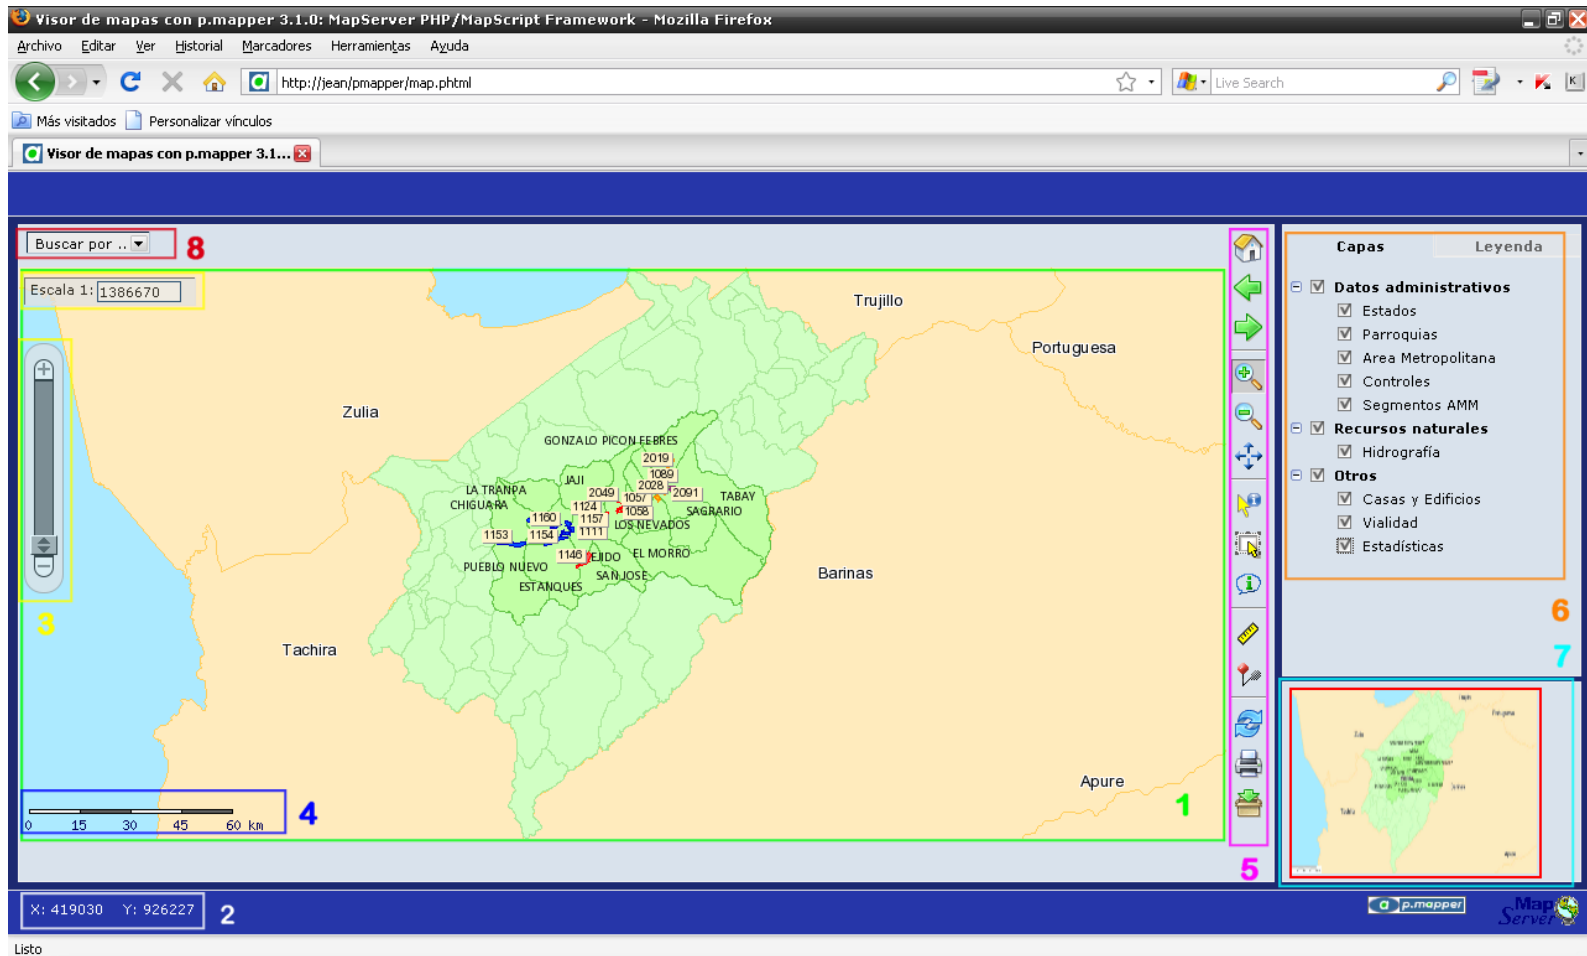 Visor de mapas con p.mapper 3.1.0: MapServer PHP/MapScript Framework - Mozilla Firefox
Archivo Editar Ver Historial Marcadores Herramientas Ayuda
http://jean/pmapper/map.phtml
Live Search
K
Más visitados Personalizar vínculos
Visor de mapas con p.mapper 3.1...
Buscar por ..
8
Escala 1: 1386670
3
Trujillo
Portuguesa
Zulia
GONZALO PICON FEBRES
2019
JAJI
1089
2028
LA TRANPA
2049
1057
2091
TABAY
CHIGUARA
1124
1058
SAGRARIO
1160
1157
LOS NEVADOS
1153
1154
1111
1146
EJIDO
EL MORRO
PUEBLO NUEVO
SAN JOSE
ESTANQUES
Barinas
Tachira
Apure
1
0 15 30 45 60 km
4
5
Capas Leyenda
Datos administrativos
Estados
Parroquias
Area Metropolitana
Controles
Segmentos AMM
Recursos naturales
Hidrografía
Otros
Casas y Edificios
Vialidad
Estadísticas
6
7
X: 419030 Y: 926227
2
p.mapper
Map
Server
Listo